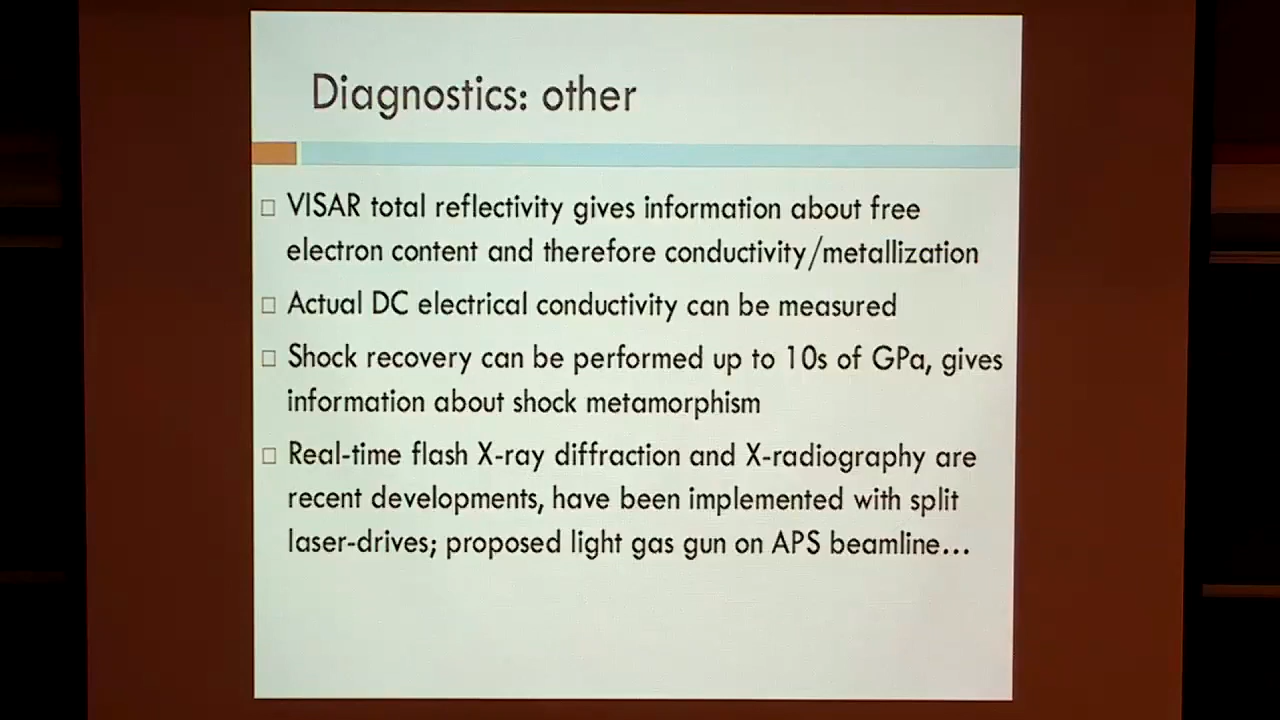 Diagnostics: other
VISAR total reflectivity gives information about free
electron content and therefore conductivity/metallization
Actual DC electrical conductivity can be measured
Shock recovery can be performed up to 10s of GPa, gives
information about shock metamorphism
Real-time flash X-ray diffraction and X-radiography are
recent developments, have been implemented with split
laser-drives; proposed light gas gun on APS beamline...